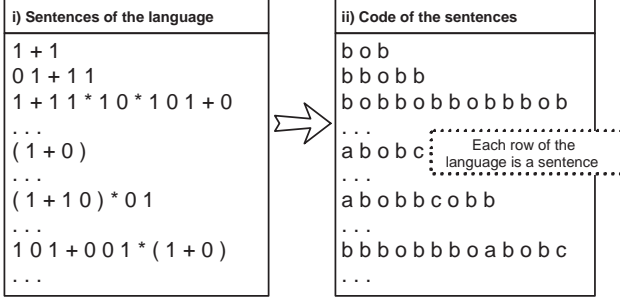 i) Sentences of the language
1 + 1
0 1 + 1 1
1 + 1 1 * 1 0 * 1 0 1 + 0
. . .
( 1 + 0 )
. . .
( 1 + 1 0 ) * 0 1
. . .
1 0 1 + 0 0 1 * ( 1 + 0 )
. . .
ii) Code of the sentences
b o b
b b o b b
b o b b o b b o b b b o b
. . .
a b o b c
Each row of the
language is a sentence
. . .
a b o b b c o b b
. . .
b b b o b b b o a b o b c
. . .